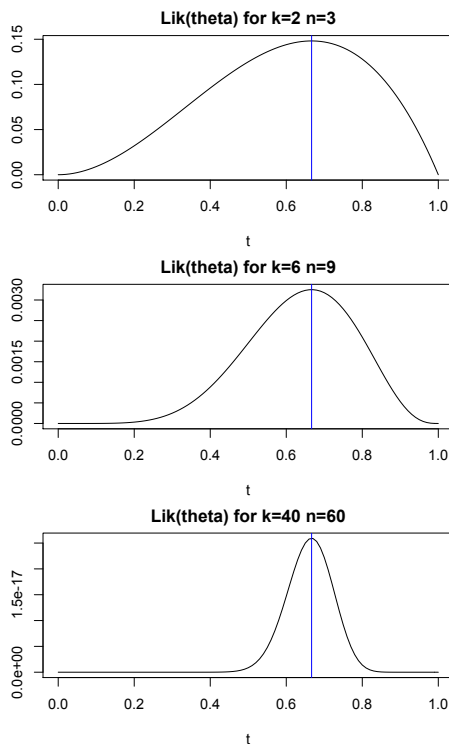 Lik(theta) for k=2 n=3
0.15
0.10
0.05
0.00
0.0 0.2 0.4 0.6 0.8 1.0
t
Lik(theta) for k=6 n=9
0.0030
0.0015
0.0000
0.0 0.2 0.4 0.6 0.8 1.0
t
Lik(theta) for k=40 n=60
1.5e-17
0.0e+00
0.0 0.2 0.4 0.6 0.8 1.0
t